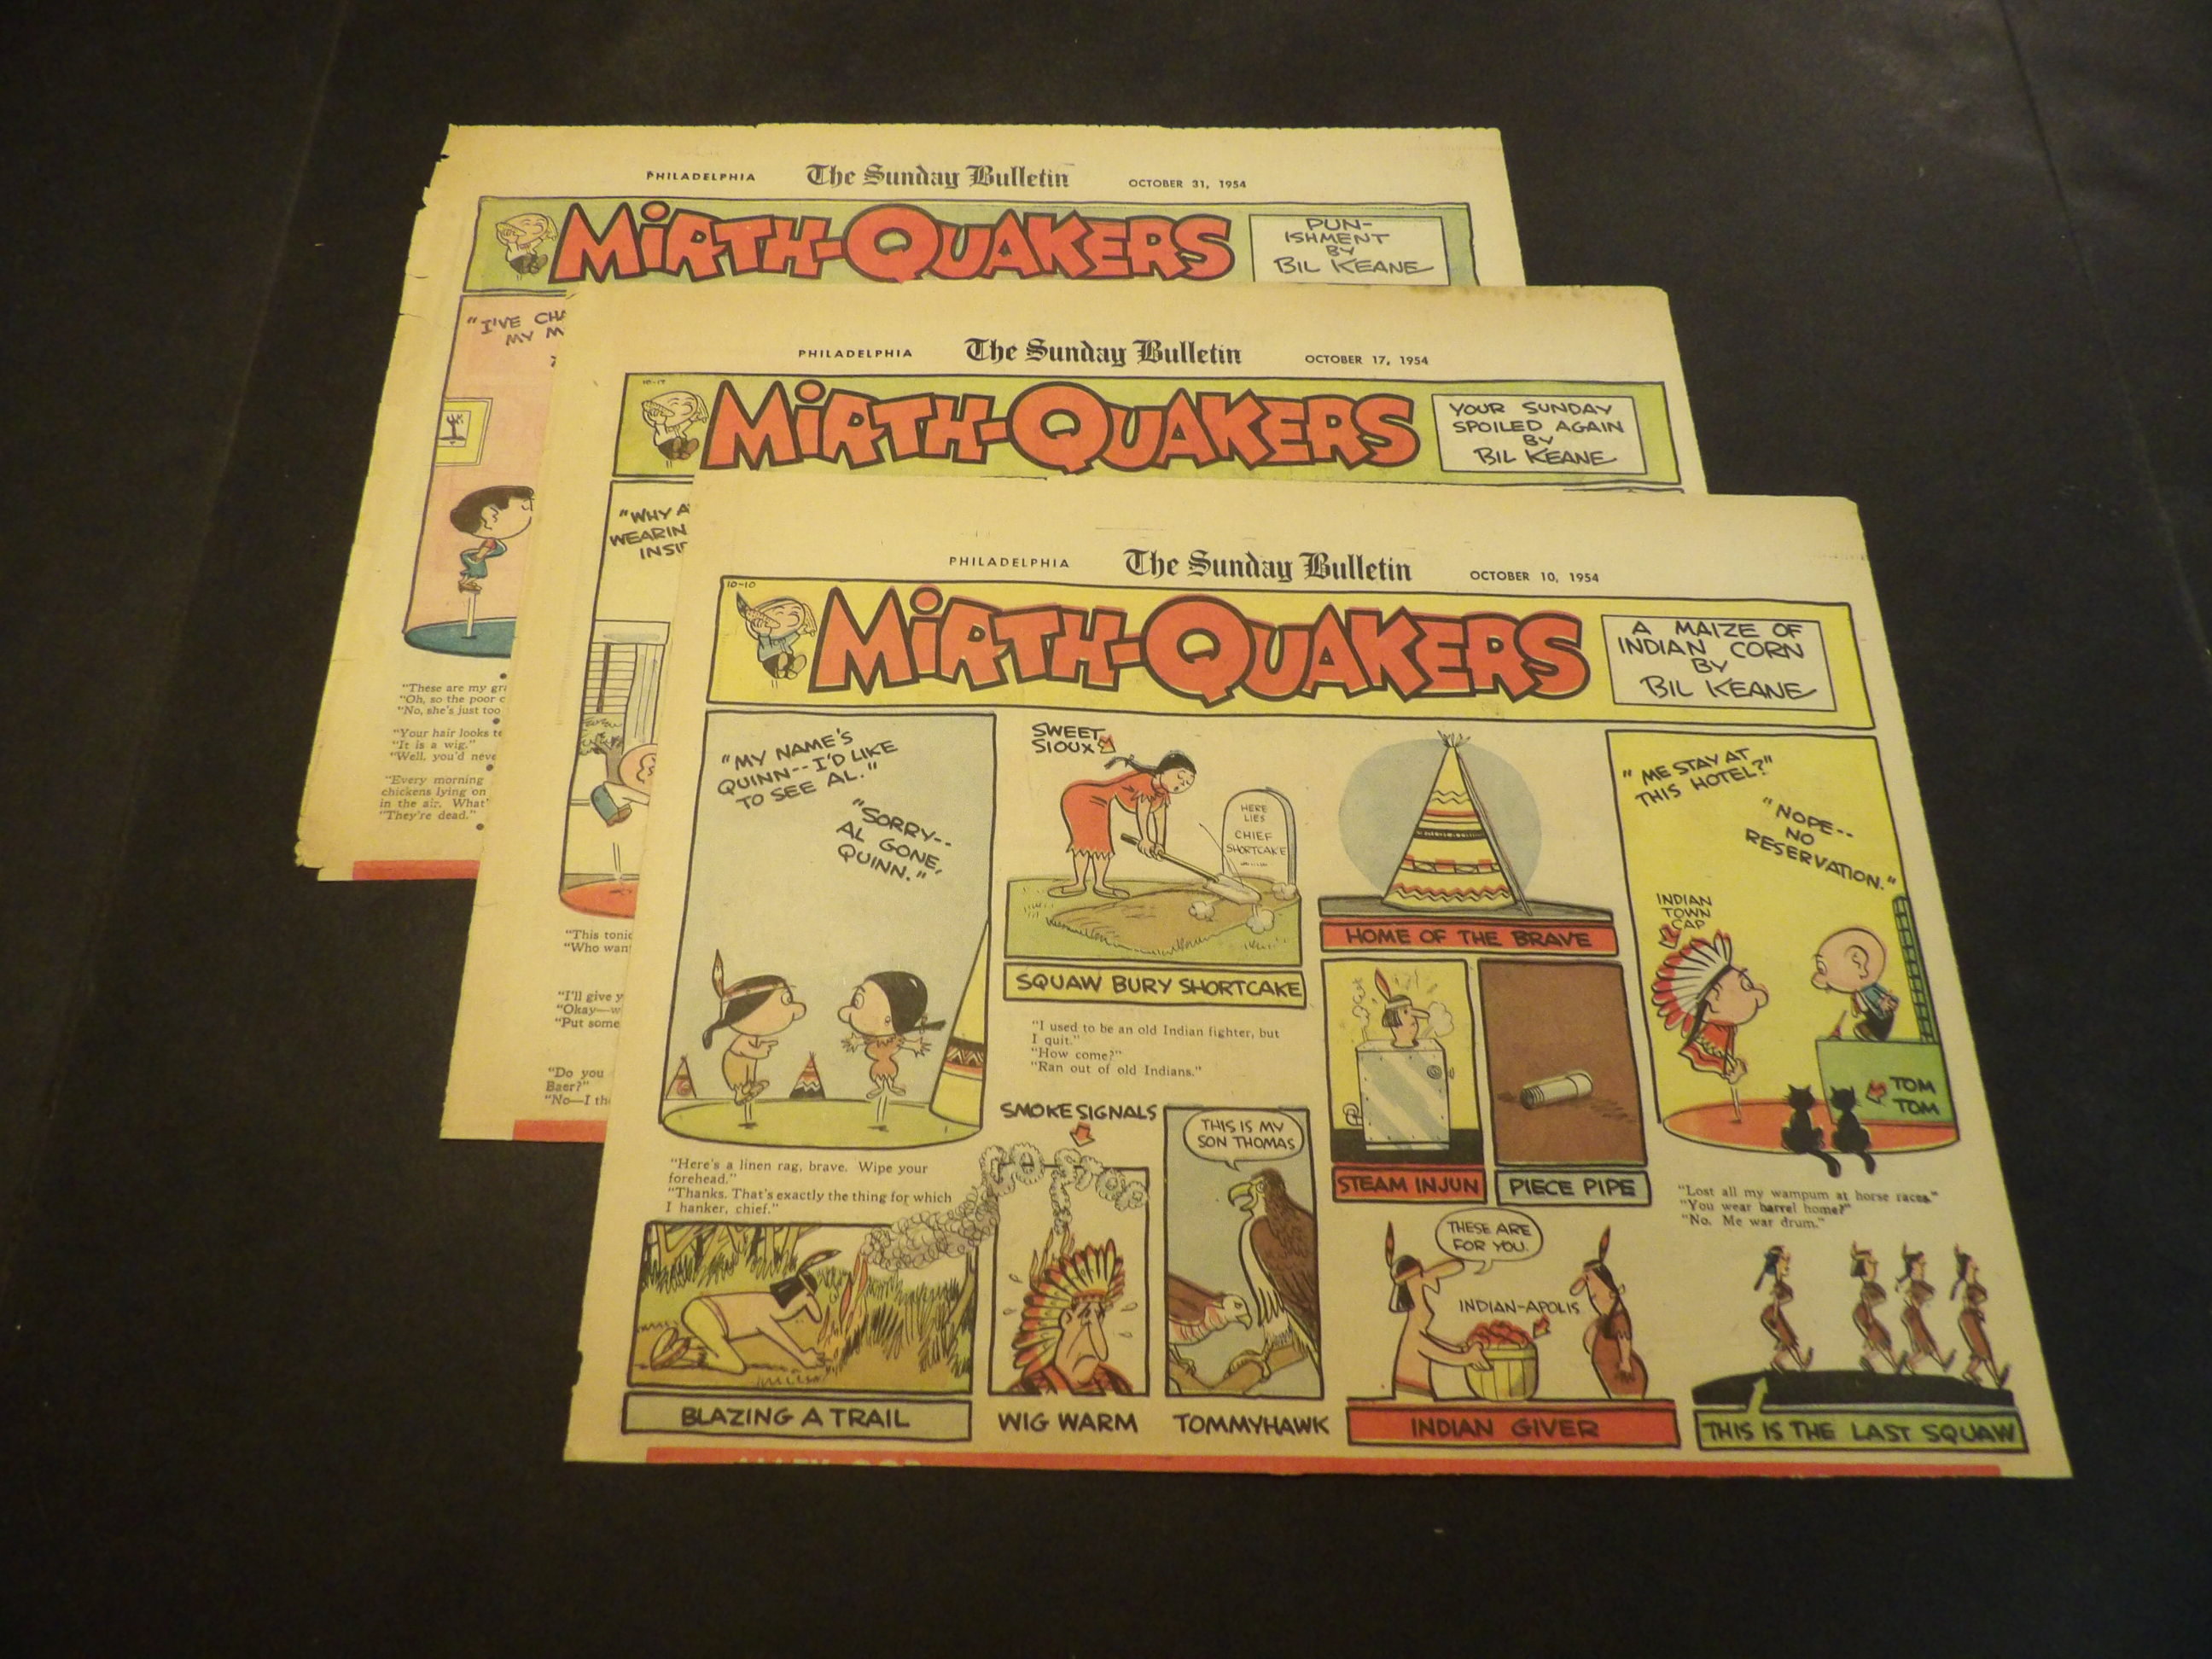 PHILADELPHIA The Sunday Bulletin OCTOBER 31, 1954
MIRTH-QUAKERS
PUN-
ISHMENT
BY
BIL KEANE
"I'VE
MY
"These are my
"Oh, so the poor
"No, she's just too
"Your hair looks
"It is a wig."
"Well, you'd
"Every morning
chickens lying on
in the air. What'
"They're dead."
PHILADELPHIA The Sunday Bulletin OCTOBER 17, 1954
10-17
MIRTH-QUAKERS
YOUR SUNDAY
SPOILED AGAIN
BY
BIL KEANE
"WHY
"This
"Who
"I'll give
"Okay—
"Put some
"Do you
Baer?"
"No—I
PHILADELPHIA The Sunday Bulletin OCTOBER 10, 1954
10-10
MIRTH-QUAKERS
A MAIZE OF
INDIAN CORN
BY
BIL KEANE
"MY NAME'S
QUINN--I'D LIKE
TO SEE AL."
"SORRY--
AL GONE,
QUINN."
SWEET
SIOUX
HERE
LIES
CHIEF
SHORTCAKE
SQUAW BURY SHORTCAKE
"I used to be an old Indian fighter, but
I quit."
"How come?"
"Ran out of old Indians."
HOME OF THE BRAVE
STEAM INJUN
PIECE PIPE
"ME STAY AT
THIS HOTEL?"
"NOPE--
NO
RESERVATION."
INDIAN
TOWN
CAP
TOM
TOM
"Here's a linen rag, brave. Wipe your
forehead."
"Thanks. That's exactly the thing for which
I hanker, chief."
BLAZING A TRAIL
SMOKE SIGNALS
WIG WARM
THIS IS MY
SON THOMAS
TOMMYHAWK
THESE ARE
FOR YOU.
INDIAN-APOLIS
INDIAN GIVER
"Lost all my wampum at horse races."
"You wear barrel home?"
"No. Me war drum."
THIS IS THE LAST SQUAW